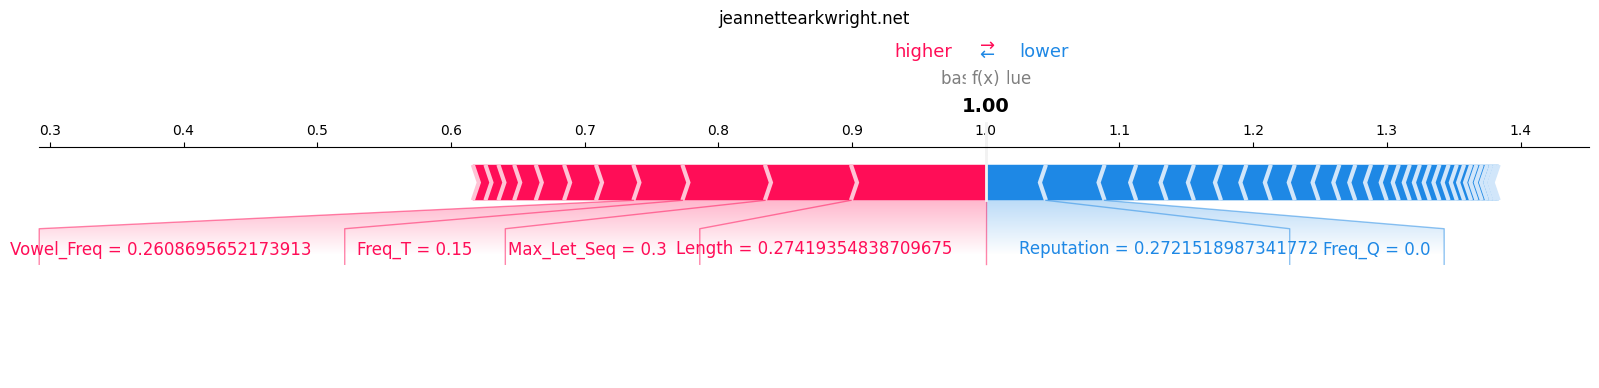 jeannettearkwright.net
higher ⇄ lower
bas f(x) lue
1.00
0.3 0.4 0.5 0.6 0.7 0.8 0.9 1.0 1.1 1.2 1.3 1.4
Vowel_Freq = 0.2608695652173913 Freq_T = 0.15 Max_Let_Seq = 0.3 Length = 0.27419354838709675 Reputation = 0.2721518987341772 Freq_Q = 0.0